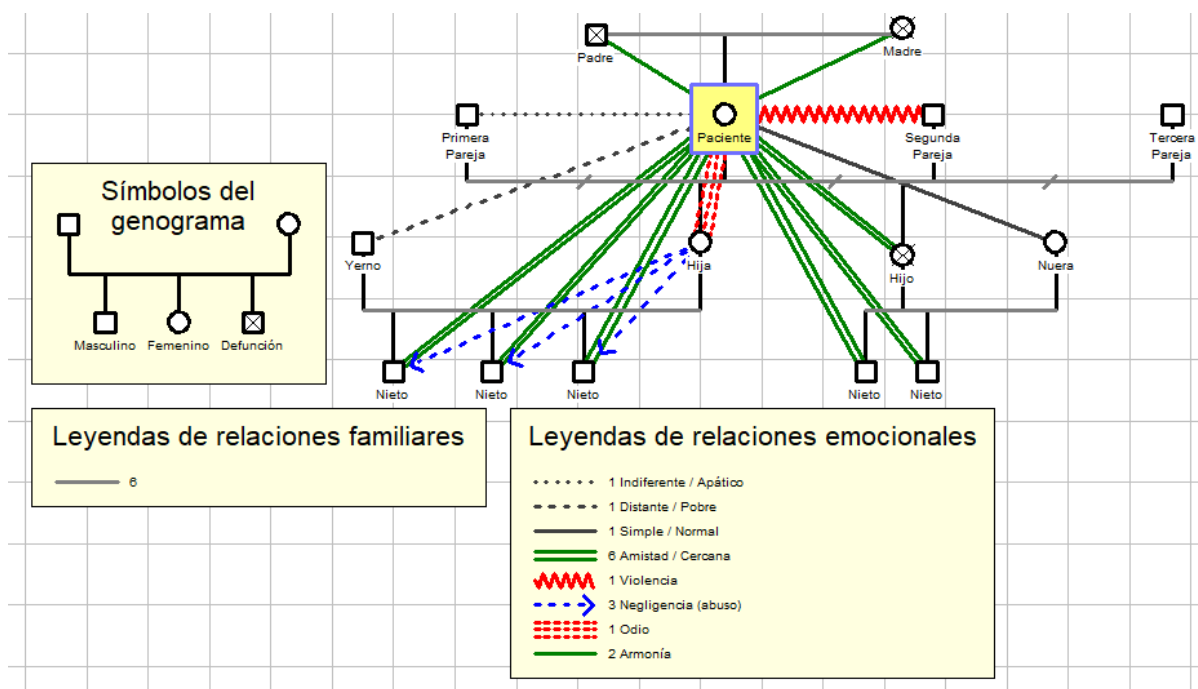 Padre
Madre
Primera
Pareja
Paciente
Segunda
Pareja
Tercera
Pareja
Símbolos del
genograma
Masculino
Femenino
Defunción
Yerno
Hija
Hijo
Nuera
Nieto
Nieto
Nieto
Nieto
Nieto
Leyendas de relaciones familiares
6
Leyendas de relaciones emocionales
1 Indiferente / Apático
1 Distante / Pobre
1 Simple / Normal
6 Amistad / Cercana
1 Violencia
3 Negligencia (abuso)
1 Odio
2 Armonía